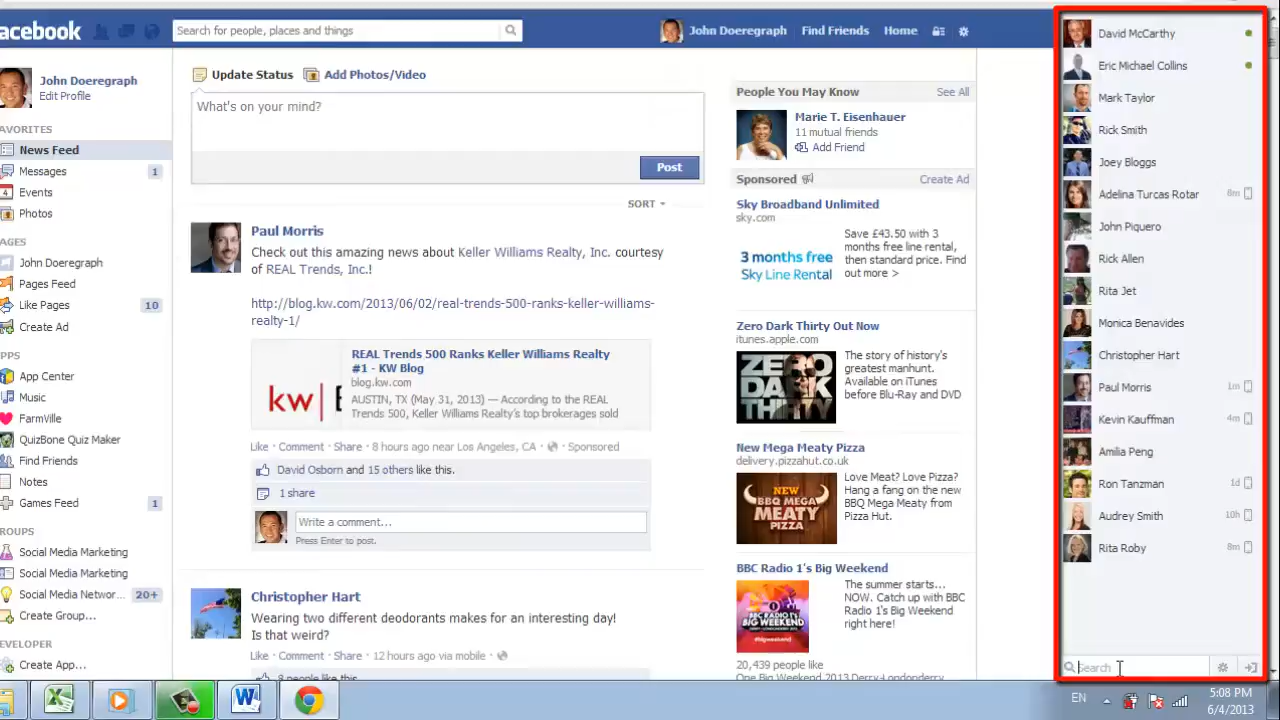 acebook
Search for people, places and things
John Doeregraph
Find Friends
Home
John Doeregraph
Edit Profile
AVORITES
News Feed
Messages 1
Events
Photos
AGES
John Doeregraph
Pages Feed
Like Pages 10
Create Ad
PPS
App Center
Music
FarmVille
QuizBone Quiz Maker
Find Friends
Notes
Games Feed 1
ROUPS
Social Media Marketing
Social Media Marketing
Social Media Networ... 20+
Create Group...
EVELOPER
Create App...
Update Status Add Photos/Video
What's on your mind?
Post
SORT
Paul Morris
Check out this amazing news about Keller Williams Realty, Inc. courtesy
of REAL Trends, Inc.!
http://blog.kw.com/2013/06/02/real-trends-500-ranks-keller-williams-
realty-1/
kw
REAL Trends 500 Ranks Keller Williams Realty
#1 - KW Blog
blog.kw.com
AUSTIN, TX (May 31, 2013) — According to the REAL
Trends 500, Keller Williams Realty's top brokerages sold
Like · Comment · Share · 8 hours ago near Los Angeles, CA · Sponsored
David Osborn and 15 others like this.
1 share
Write a comment...
Press Enter to post.
Christopher Hart
Wearing two different deodorants makes for an interesting day!
Is that weird?
Like · Comment · Share · 12 hours ago via mobile ·
8 people like this.
People You May Know See All
Marie T. Eisenhauer
11 mutual friends
Add Friend
Sponsored Create Ad
Sky Broadband Unlimited
sky.com
3 months free
Sky Line Rental
Save £43.50 with 3
months free line rental,
then standard price. Find
out more >
Zero Dark Thirty Out Now
itunes.apple.com
ZERO
DARK
THIRTY
The story of history's
greatest manhunt.
Available on iTunes
before Blu-Ray and DVD
New Mega Meaty Pizza
delivery.pizzahut.co.uk
NEW
BBQ MEGA
MEATY
PIZZA
Love Meat? Love Pizza?
Hang a fang on the new
BBQ Mega Meaty from
Pizza Hut.
BBC Radio 1's Big Weekend
BBC RADIO 1'S
BIG WEEKEND
#bigweekend
The summer starts...
NOW. Catch up with BBC
Radio 1's Big Weekend
right here!
20,439 people like
One Big Weekend 2013 Derry-Londonderry
David McCarthy
Eric Michael Collins
Mark Taylor
Rick Smith
Joey Bloggs
Adelina Turcas Rotar 8m
John Piquero
Rick Allen
Rita Jet
Monica Benavides
Christopher Hart
Paul Morris 1m
Kevin Kauffman 4m
Amilia Peng
Ron Tanzman 1d
Audrey Smith 18h
Rita Roby 8m
Search
EN
5:08 PM
6/4/2013